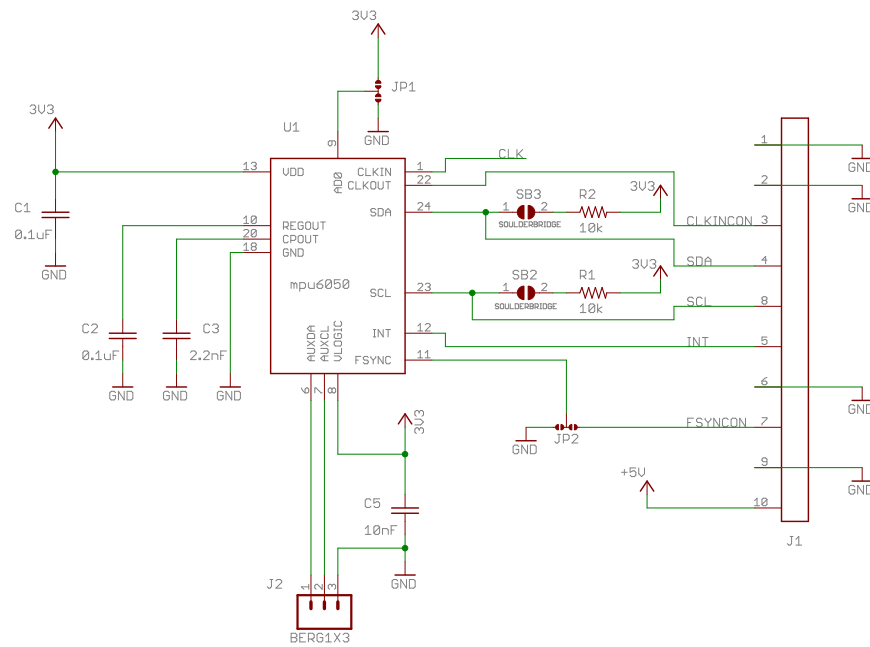 3V3
JP1
GND
3V3
U1
9
13 VDD AD0 CLKIN 1 CLK
CLKOUT 22
C1
0.1uF
GND
SDA 24 1 SB3 2 R2 3V3
SOULDERBRIDGE 10k
10 REGOUT
20 CPOUT
18 GND
mpu6050
SCL 23 1 SB2 2 R1 3V3
SOULDERBRIDGE 10k
C2
0.1uF
GND
C3
2.2nF
GND
GND
INT 12
FSYNC 11
AUXDA AUXCL VLOGIC
6 7 8
3V3
C5
10nF
GND
J2
1 2 3
BERG1X3
GND
JP2
+5V
1 GND
2 GND
CLKINCON 3
SDA 4
SCL 8
INT 5
6 GND
FSYNCON 7
9 GND
10
J1